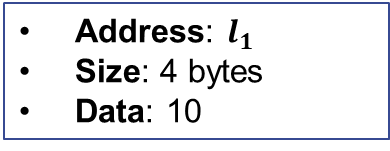 • Address: l₁
• Size: 4 bytes
• Data: 10